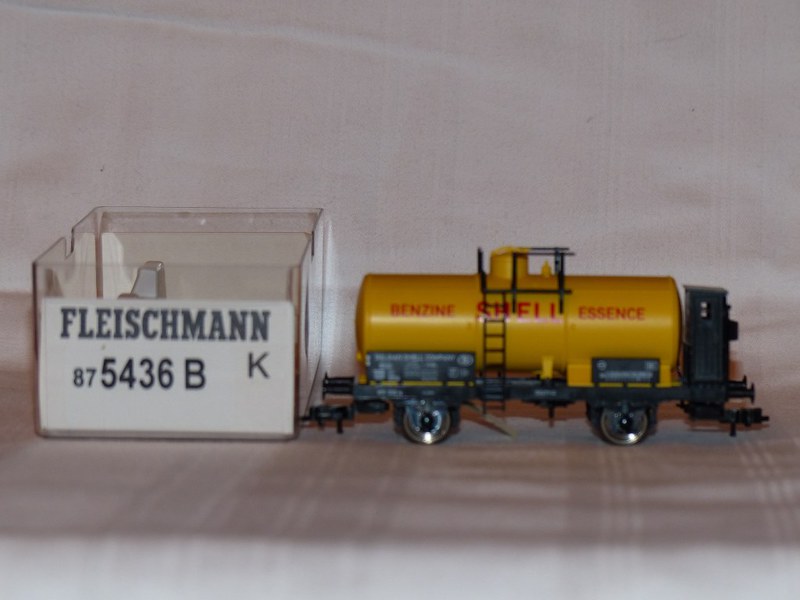 FLEISCHMANN
87 5436 B K
BENZINE SHELL ESSENCE